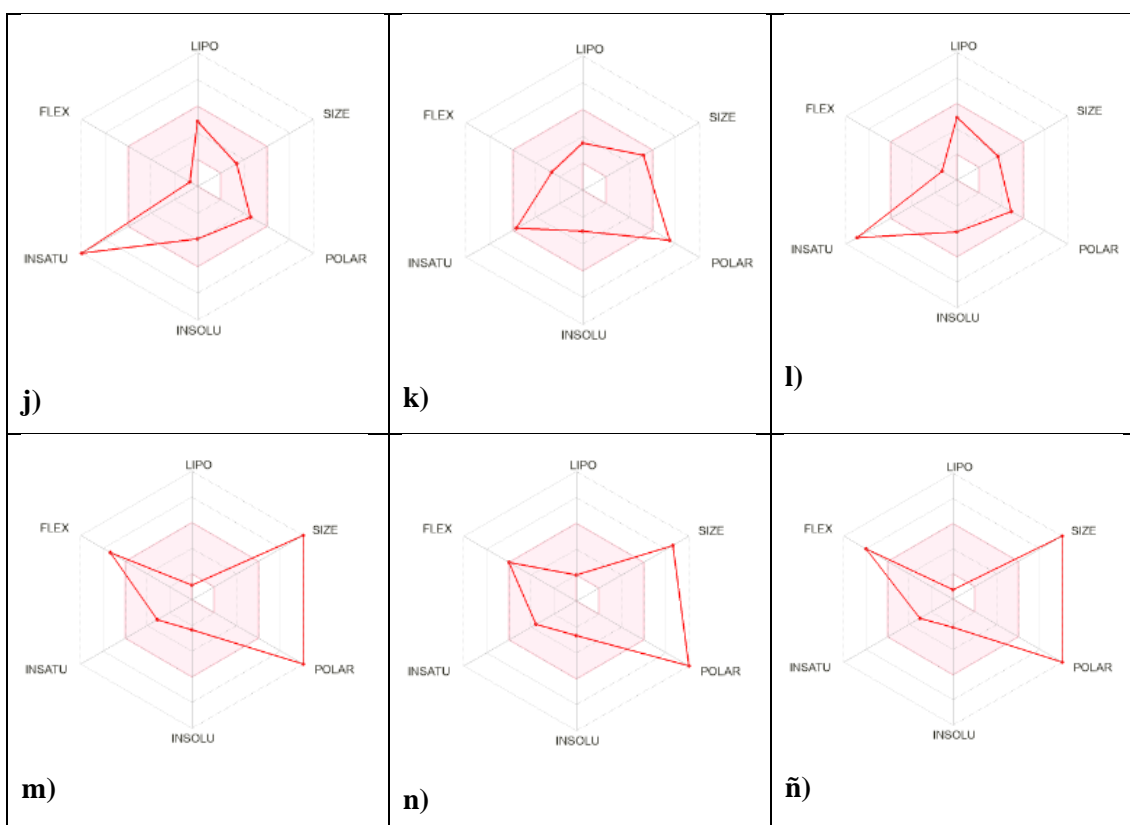 LIPO
FLEX
SIZE
INSATU
POLAR
INSOLU
j)
LIPO
FLEX
SIZE
INSATU
POLAR
INSOLU
k)
LIPO
FLEX
SIZE
INSATU
POLAR
INSOLU
l)
LIPO
FLEX
SIZE
INSATU
POLAR
INSOLU
m)
LIPO
FLEX
SIZE
INSATU
POLAR
INSOLU
n)
LIPO
FLEX
SIZE
INSATU
POLAR
INSOLU
ñ)